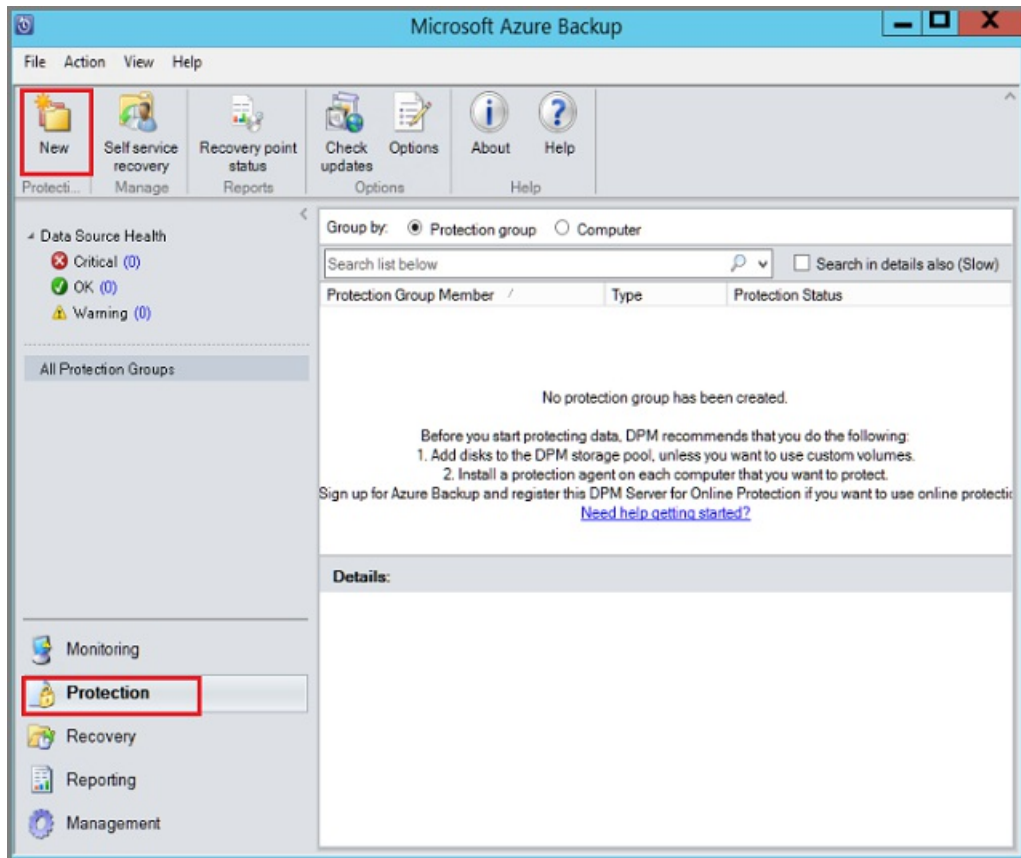 Microsoft Azure Backup
File Action View Help
New
Self service recovery
Recovery point status
Check updates
Options
About
Help
Protecti...
Manage
Reports
Options
Help
Data Source Health
Critical (0)
OK (0)
Warning (0)
All Protection Groups
Monitoring
Protection
Recovery
Reporting
Management
Group by: Protection group Computer
Search list below Search in details also (Slow)
Protection Group Member Type Protection Status
No protection group has been created.
Before you start protecting data, DPM recommends that you do the following:
1. Add disks to the DPM storage pool, unless you want to use custom volumes.
2. Install a protection agent on each computer that you want to protect.
Sign up for Azure Backup and register this DPM Server for Online Protection if you want to use online protectic
Need help getting started?
Details: